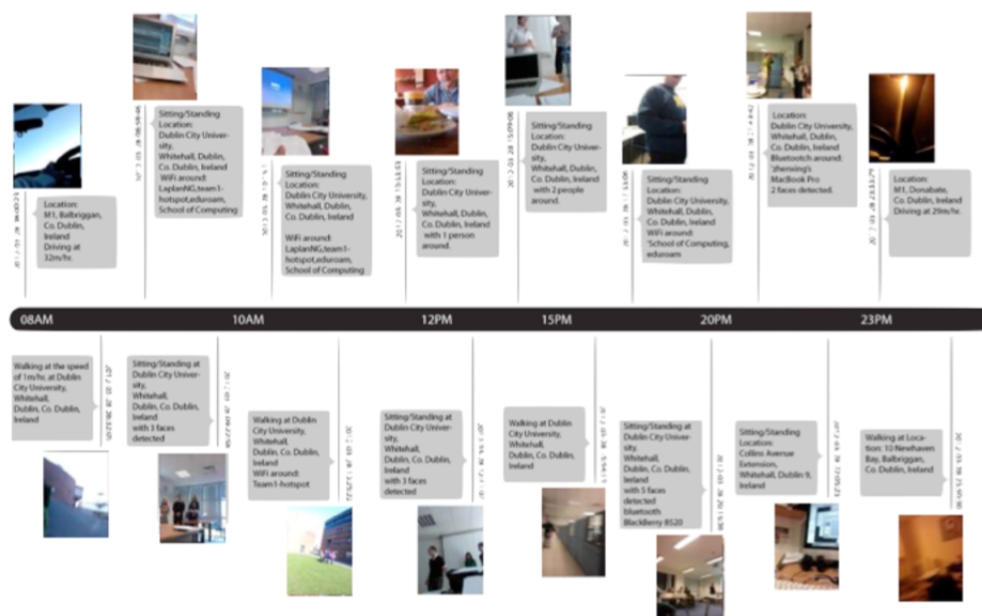 Location:
M1, Balbriggan,
Co. Dublin,
Ireland
Driving at
32m/hr.
Sitting/Standing
Location:
Dublin City Univer-
sity,
Whitehall, Dublin,
Co. Dublin, Ireland
WiFi around:
LaplanNG,team1-
hotspot,eduroam,
School of Computing
Sitting/Standing
Location:
Dublin City University,
Whitehall, Dublin,
Co. Dublin, Ireland
WiFi around:
LaplanNG,team1-
hotspot,eduroam,
School of Computing
Sitting/Standing
Location:
Dublin City Univer-
sity,
Whitehall, Dublin,
Co. Dublin, Ireland
with 1 person
around.
Sitting/Standing
Location:
Dublin City Univer-
sity,
Whitehall, Dublin,
Co. Dublin, Ireland
with 2 people
around.
Sitting/Standing
Location:
Dublin City University,
Whitehall, Dublin,
Co. Dublin, Ireland
WiFi around:
'School of Computing,
eduroam
Location:
Dublin City University,
Whitehall, Dublin,
Co. Dublin, Ireland
Bluetootch around:
'zhenwing's
MacBook Pro
2 faces detected.
Location:
M1, Donabate,
Co. Dublin, Ireland
Driving at 29m/hr.
08AM 10AM 12PM 15PM 20PM 23PM
Walking at the speed
of 1m/hr, at Dublin
City University,
Whitehall,
Dublin, Co. Dublin,
Ireland
Sitting/Standing at
Dublin City Univer-
sity,
Whitehall,
Dublin, Co. Dublin,
Ireland
with 3 faces
detected
Walking at Dublin
City University,
Whitehall,
Dublin, Co. Dublin,
Ireland
WiFi around:
Team1-hotspot
Sitting/Standing at
Dublin City Univer-
sity,
Whitehall,
Dublin, Co. Dublin,
Ireland
with 3 faces
detected
Walking at Dublin
City University,
Whitehall,
Dublin, Co. Dublin,
Ireland
Sitting/Standing at
Dublin City Univer-
sity,
Whitehall,
Dublin, Co. Dublin,
Ireland
with 5 faces
detected
bluetooth
BlackBerry 8520
Sitting/Standing
Location:
Collins Avenue
Extension,
Whitehall, Dublin 9,
Ireland
Walking at Loca-
tion: 10 Newhaven
Bay, Balbriggan,
Co. Dublin, Ireland